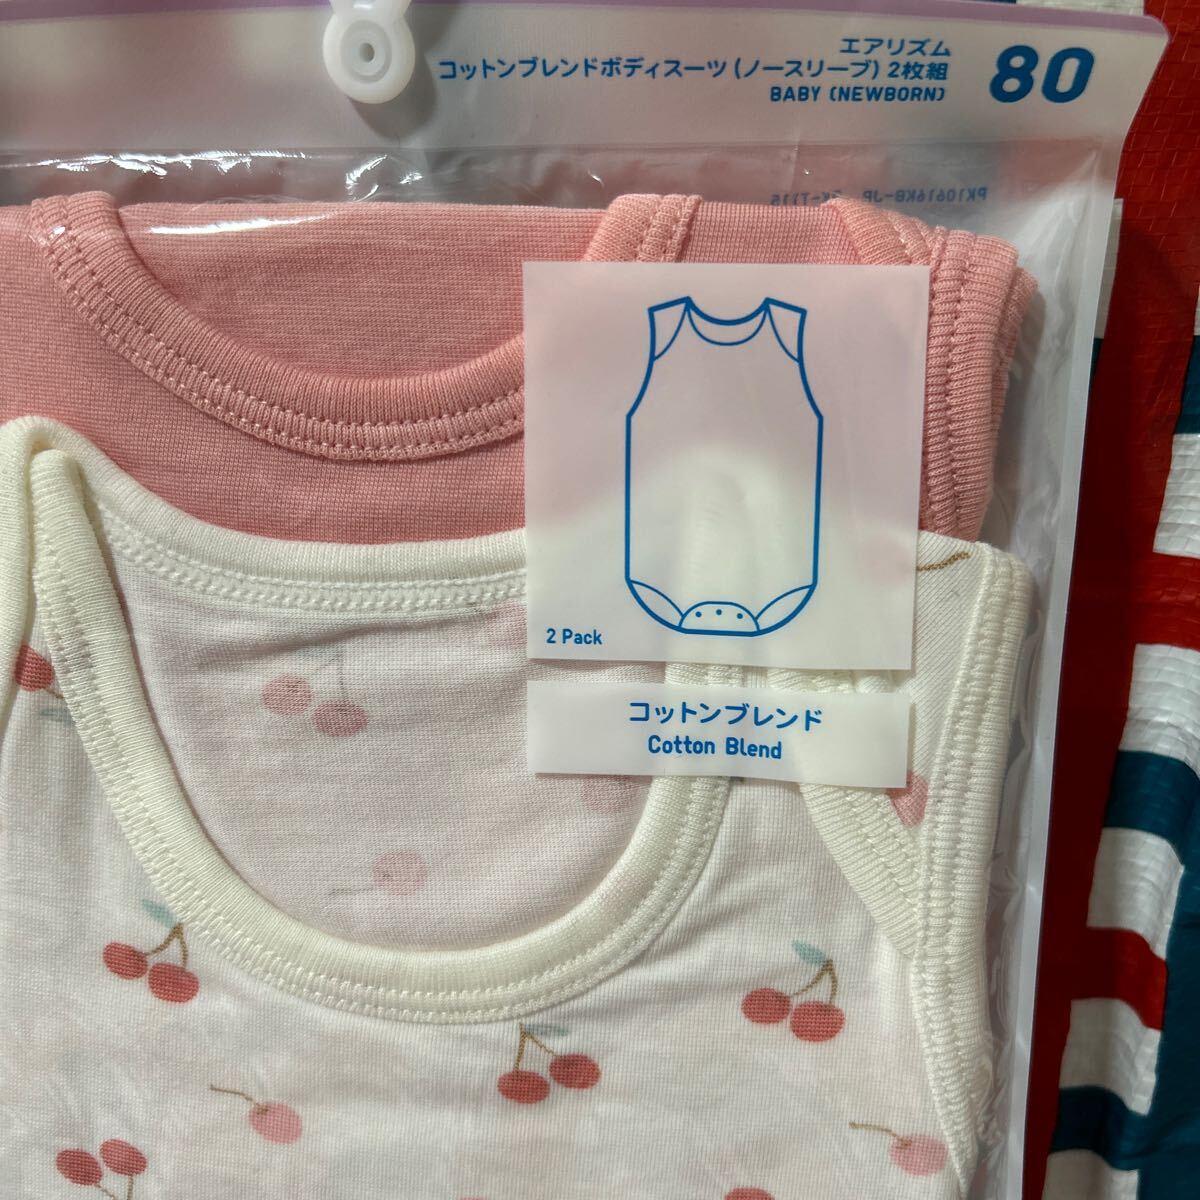 エアリズム
コットンブレンドボディスーツ(ノースリーブ) 2枚組
BABY (NEWBORN)
80
2 Pack
コットンブレンド
Cotton Blend